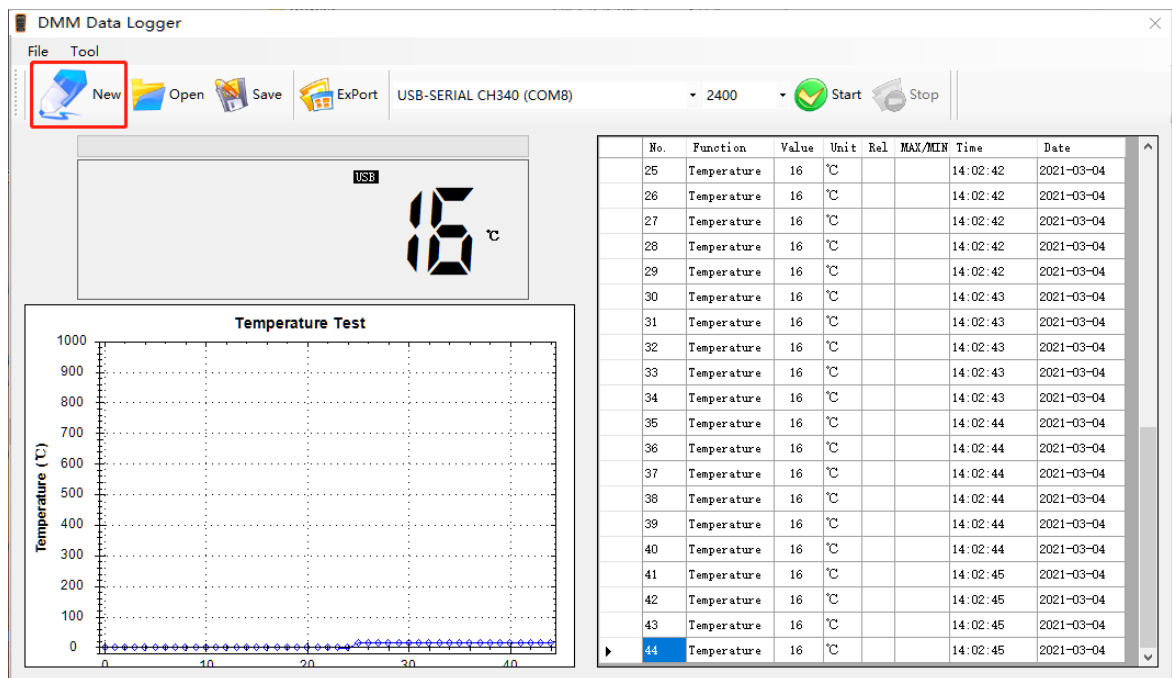 DMM Data Logger
File Tool
New Open Save ExPort USB-SERIAL CH340 (COM8) 2400 Start Stop
USB
16 ℃
Temperature Test
Temperature (℃)
1000
900
800
700
600
500
400
300
200
100
0
0 10 20 30 40
No. Function Value Unit Rel MAX/MIN Time Date
25 Temperature 16 ℃ 14:02:42 2021-03-04
26 Temperature 16 ℃ 14:02:42 2021-03-04
27 Temperature 16 ℃ 14:02:42 2021-03-04
28 Temperature 16 ℃ 14:02:42 2021-03-04
29 Temperature 16 ℃ 14:02:42 2021-03-04
30 Temperature 16 ℃ 14:02:43 2021-03-04
31 Temperature 16 ℃ 14:02:43 2021-03-04
32 Temperature 16 ℃ 14:02:43 2021-03-04
33 Temperature 16 ℃ 14:02:43 2021-03-04
34 Temperature 16 ℃ 14:02:43 2021-03-04
35 Temperature 16 ℃ 14:02:44 2021-03-04
36 Temperature 16 ℃ 14:02:44 2021-03-04
37 Temperature 16 ℃ 14:02:44 2021-03-04
38 Temperature 16 ℃ 14:02:44 2021-03-04
39 Temperature 16 ℃ 14:02:44 2021-03-04
40 Temperature 16 ℃ 14:02:44 2021-03-04
41 Temperature 16 ℃ 14:02:45 2021-03-04
42 Temperature 16 ℃ 14:02:45 2021-03-04
43 Temperature 16 ℃ 14:02:45 2021-03-04
44 Temperature 16 ℃ 14:02:45 2021-03-04